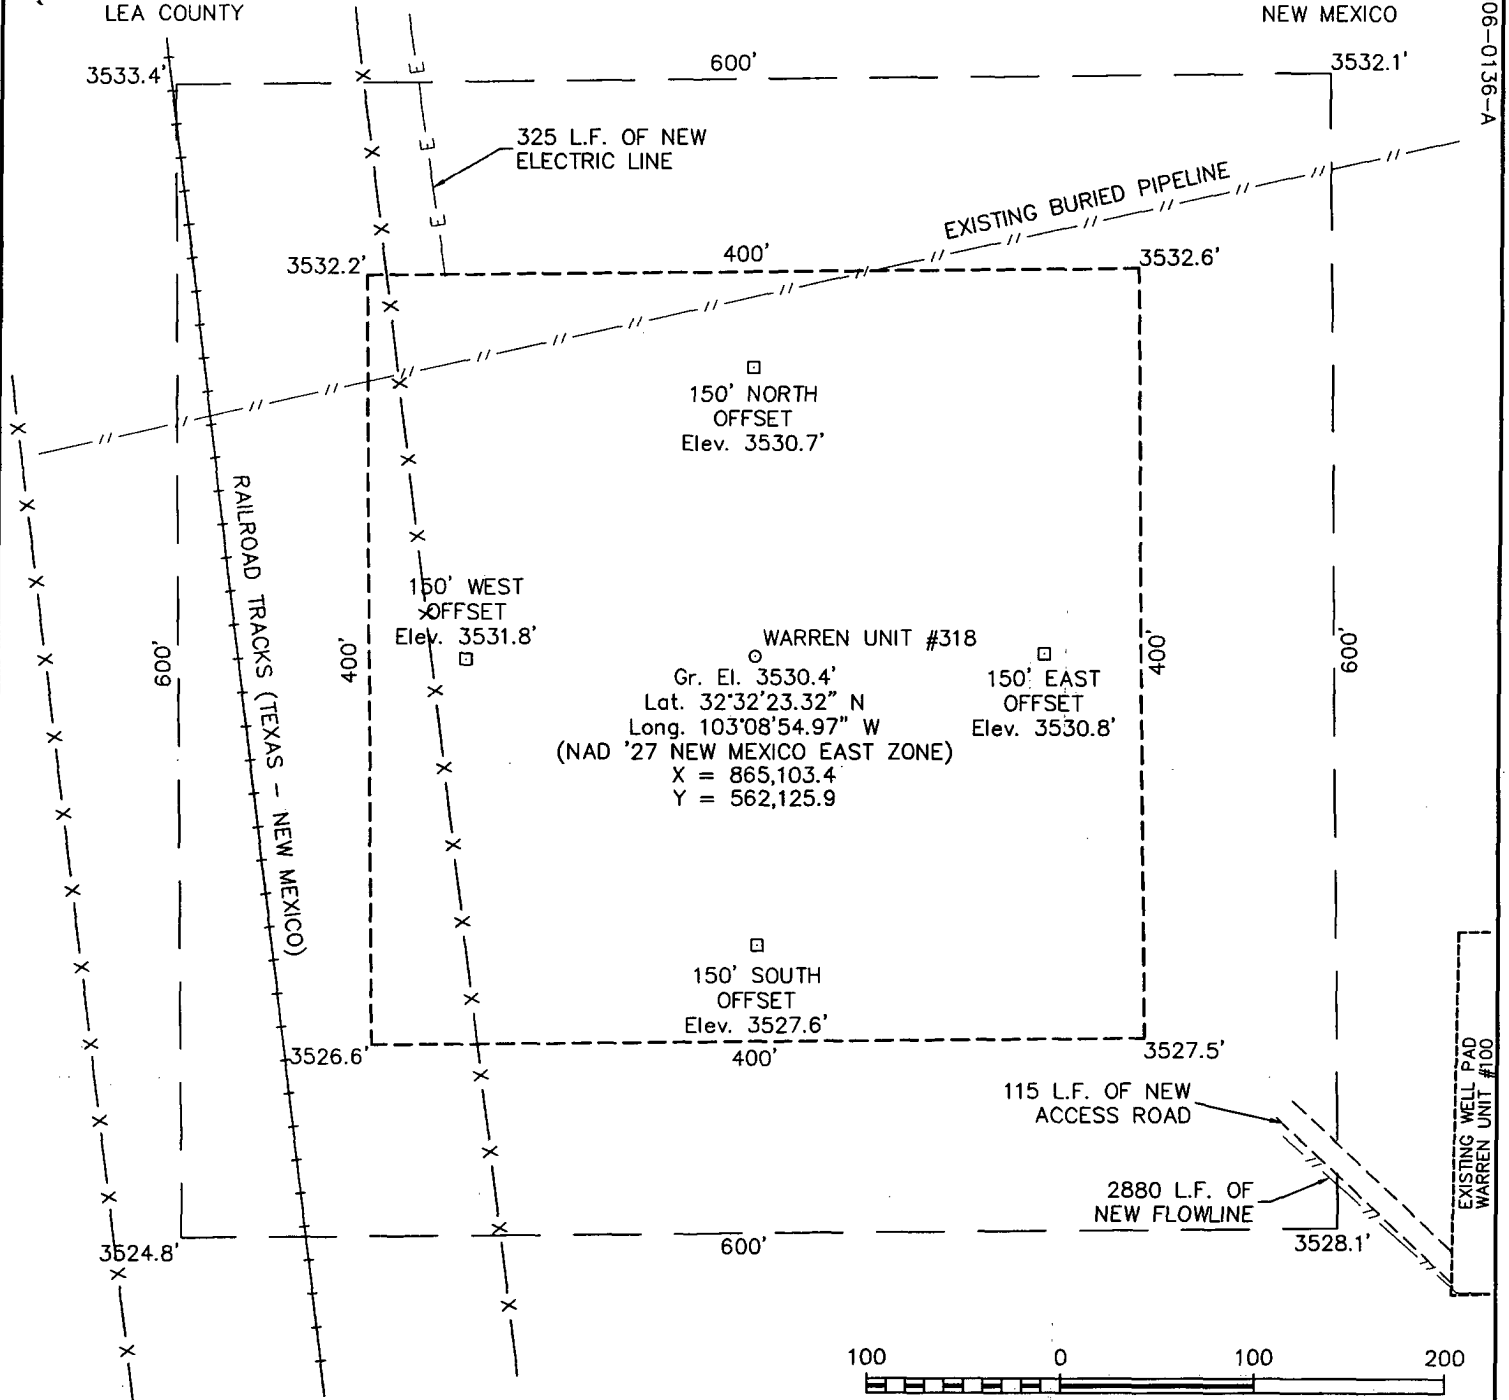 LEA COUNTY
NEW MEXICO
06-0136-A
3533.4'
600'
3532.1'
325 L.F. OF NEW
ELECTRIC LINE
E
E
E
EXISTING BURIED PIPELINE
3532.2'
400'
3532.6'
150' NORTH
OFFSET
Elev. 3530.7'
RAILROAD TRACKS (TEXAS - NEW MEXICO)
150' WEST
OFFSET
Elev. 3531.8'
600'
400'
WARREN UNIT #318
Gr. El. 3530.4'
Lat. 32°32'23.32" N
Long. 103°08'54.97" W
(NAD '27 NEW MEXICO EAST ZONE)
X = 865,103.4
Y = 562,125.9
150' EAST
OFFSET
Elev. 3530.8'
400'
600'
150' SOUTH
OFFSET
Elev. 3527.6'
3526.6'
400'
3527.5'
115 L.F. OF NEW
ACCESS ROAD
2880 L.F. OF
NEW FLOWLINE
EXISTING WELL PAD
WARREN UNIT #100
3524.8'
600'
3528.1'
100 0 100 200